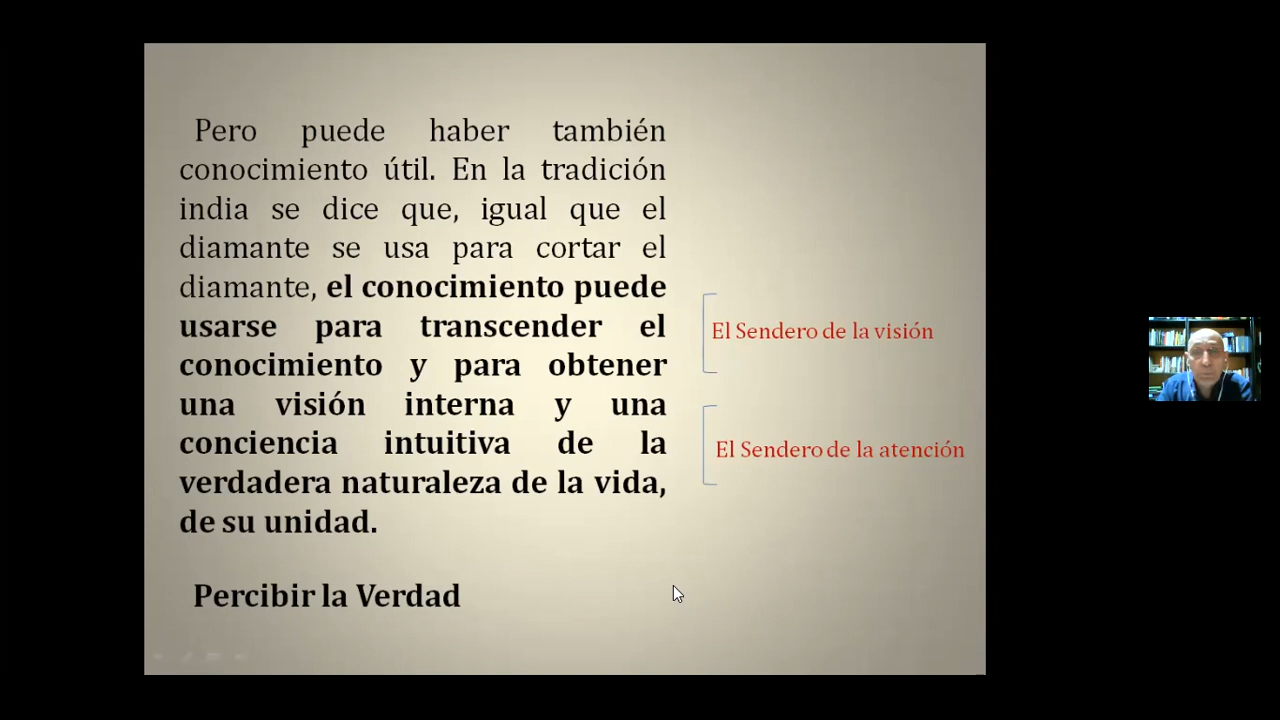 Pero puede haber también
conocimiento útil. En la tradición
india se dice que, igual que el
diamante se usa para cortar el
diamante, el conocimiento puede
usarse para transcender el
conocimiento y para obtener
una visión interna y una
conciencia intuitiva de la
verdadera naturaleza de la vida,
de su unidad.
Percibir la Verdad
El Sendero de la visión
El Sendero de la atención